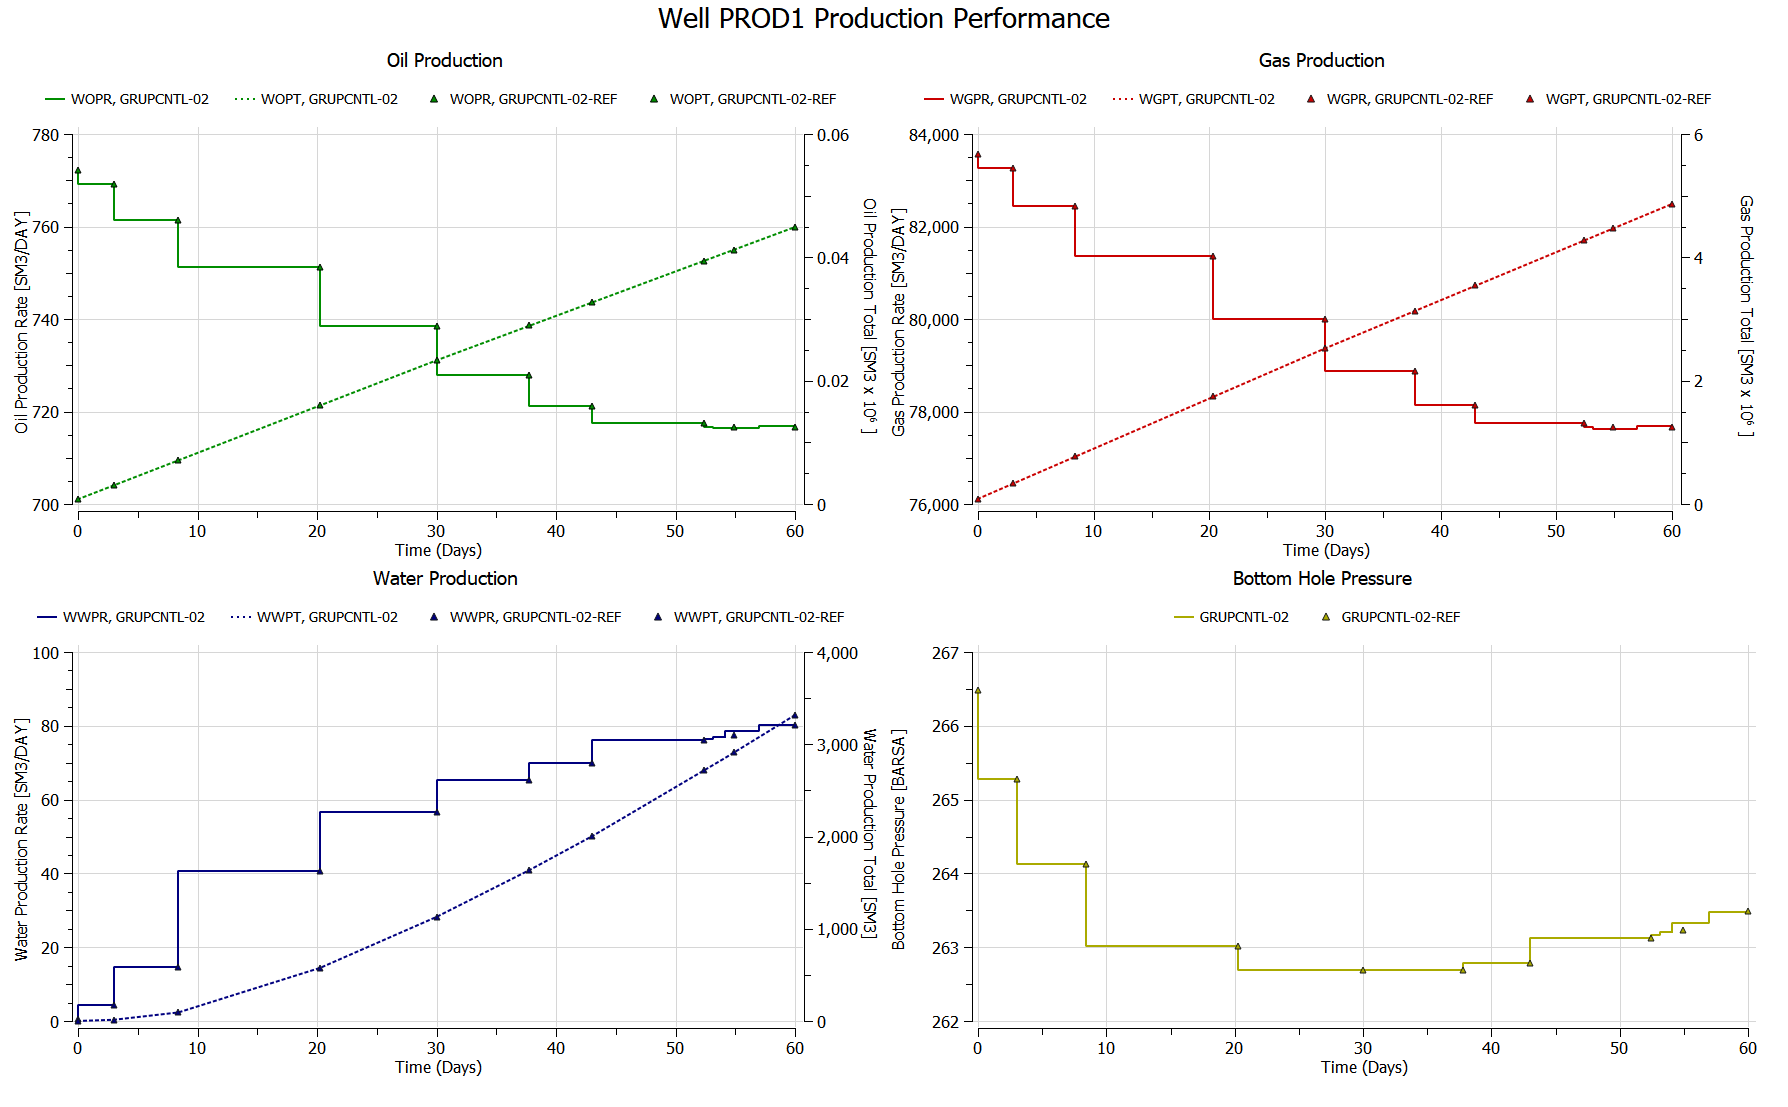 Well PROD1 Production Performance
Oil Production
WOPR, GRUPCNTL-02 WOPT, GRUPCNTL-02 WOPR, GRUPCNTL-02-REF WOPT, GRUPCNTL-02-REF
780
760
740
720
700
Oil Production Rate [SM3/DAY]
0.06
0.04
0.02
0
Oil Production Total [SM3 x 10⁶ ]
0 10 20 30 40 50 60
Time (Days)
Gas Production
WGPR, GRUPCNTL-02 WGPT, GRUPCNTL-02 WGPR, GRUPCNTL-02-REF WGPT, GRUPCNTL-02-REF
84,000
82,000
80,000
78,000
76,000
Gas Production Rate [SM3/DAY]
6
4
2
0
Gas Production Total [SM3 x 10⁶ ]
0 10 20 30 40 50 60
Time (Days)
Water Production
WWPR, GRUPCNTL-02 WWPT, GRUPCNTL-02 WWPR, GRUPCNTL-02-REF WWPT, GRUPCNTL-02-REF
100
80
60
40
20
0
Water Production Rate [SM3/DAY]
4,000
3,000
2,000
1,000
0
Water Production Total [SM3]
0 10 20 30 40 50 60
Time (Days)
Bottom Hole Pressure
GRUPCNTL-02 GRUPCNTL-02-REF
267
266
265
264
263
262
Bottom Hole Pressure [BARSA]
0 10 20 30 40 50 60
Time (Days)